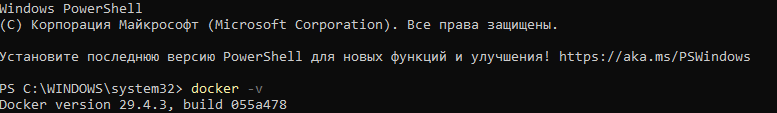 Windows PowerShell
(C) Корпорация Майкрософт (Microsoft Corporation). Все права защищены.
Установите последнюю версию PowerShell для новых функций и улучшения! https://aka.ms/PSWindows
PS C:\WINDOWS\system32> docker -v
Docker version 29.4.3, build 055a478